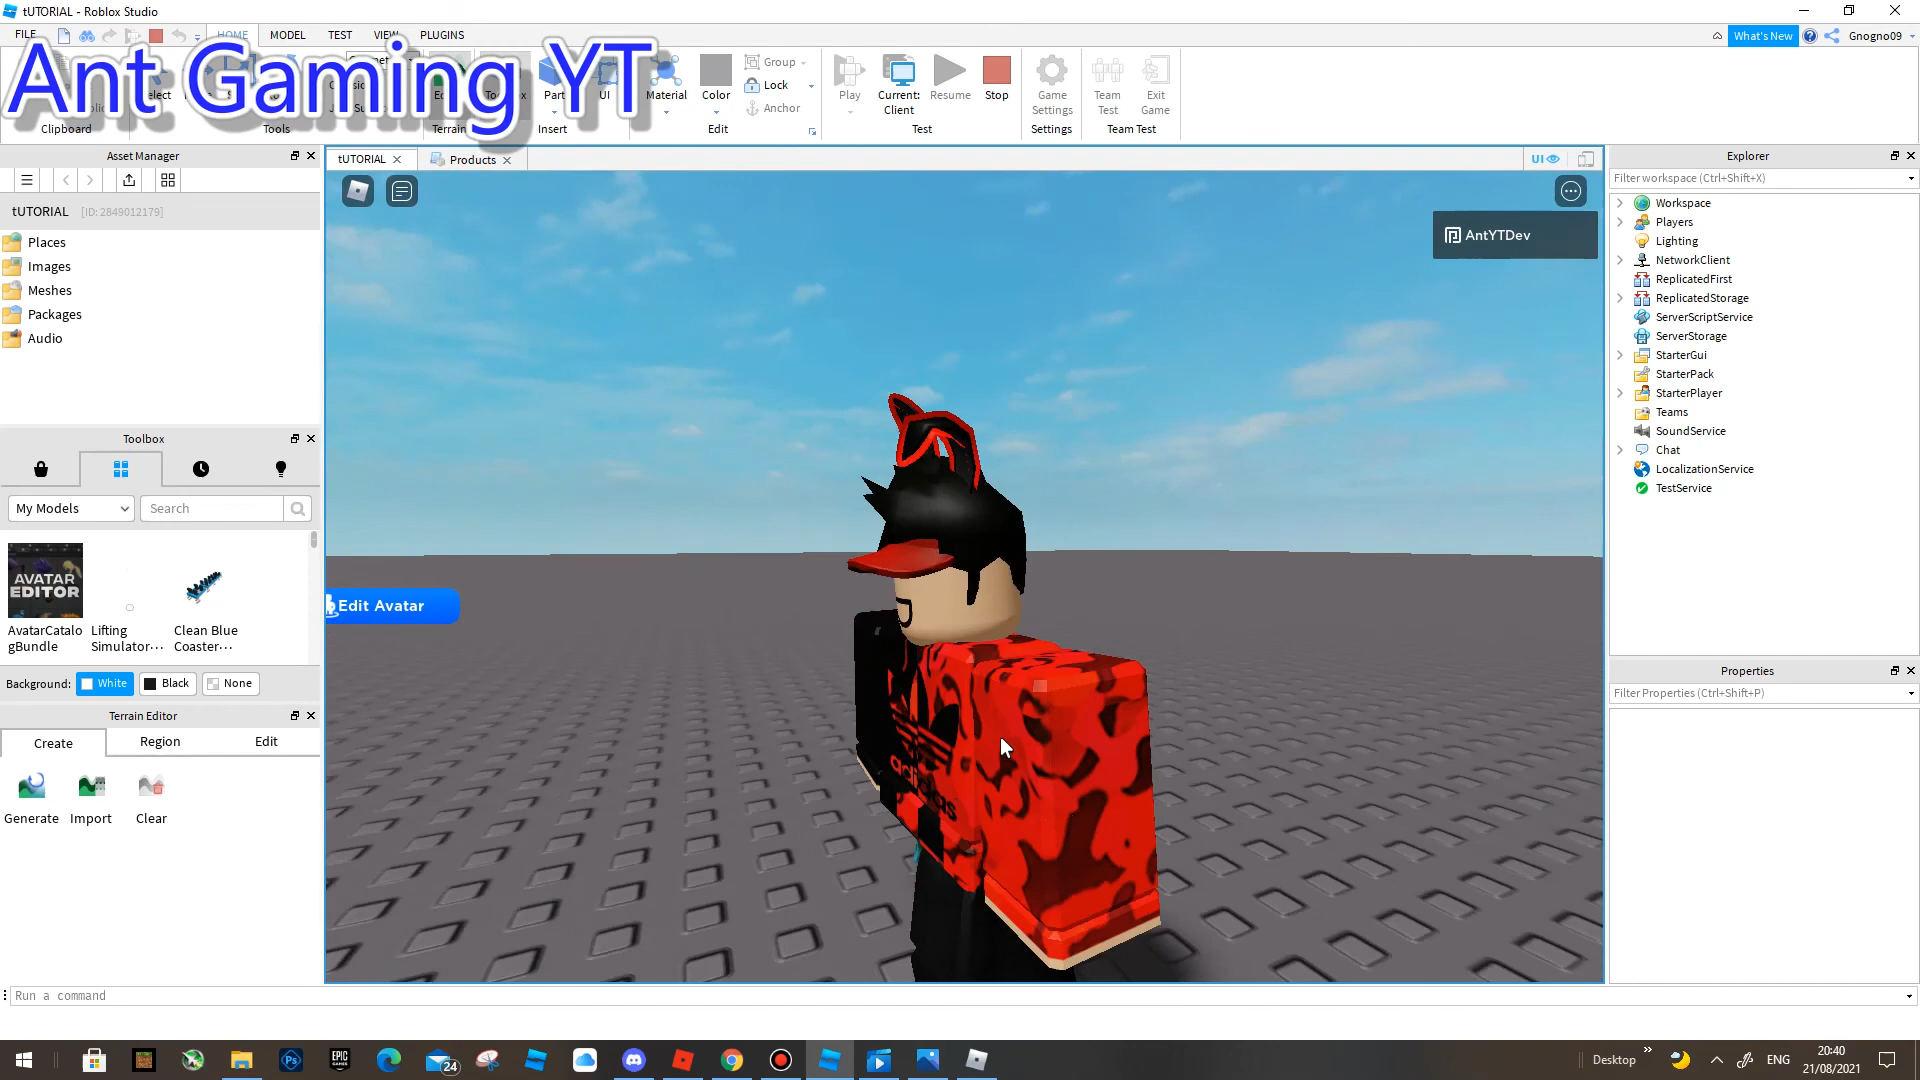 tUTORIAL - Roblox Studio
FILE HOME MODEL TEST VIEW PLUGINS
What's New Gnogno09
Ant Gaming YT
Part UI Material Color Group Lock Anchor
Play Current: Client Resume Stop Game Settings Team Test Exit Game
Clipboard Tools Terrain Insert Edit Test Settings Team Test
Asset Manager
tUTORIAL [ID: 2849012179]
Places
Images
Meshes
Packages
Audio
Toolbox
My Models Search
AVATAR
EDITOR
AvatarCatalo
gBundle
Lifting
Simulator...
Clean Blue
Coaster...
Background: White Black None
Terrain Editor
Create Region Edit
Generate Import Clear
tUTORIAL Products
UI
AntYTDev
Edit Avatar
adidas
Explorer
Filter workspace (Ctrl+Shift+X)
Workspace
Players
Lighting
NetworkClient
ReplicatedFirst
ReplicatedStorage
ServerScriptService
ServerStorage
StarterGui
StarterPack
StarterPlayer
Teams
SoundService
Chat
LocalizationService
TestService
Properties
Filter Properties (Ctrl+Shift+P)
Run a command
EPIC
GAMES
24
Desktop ENG 20:40
21/08/2021